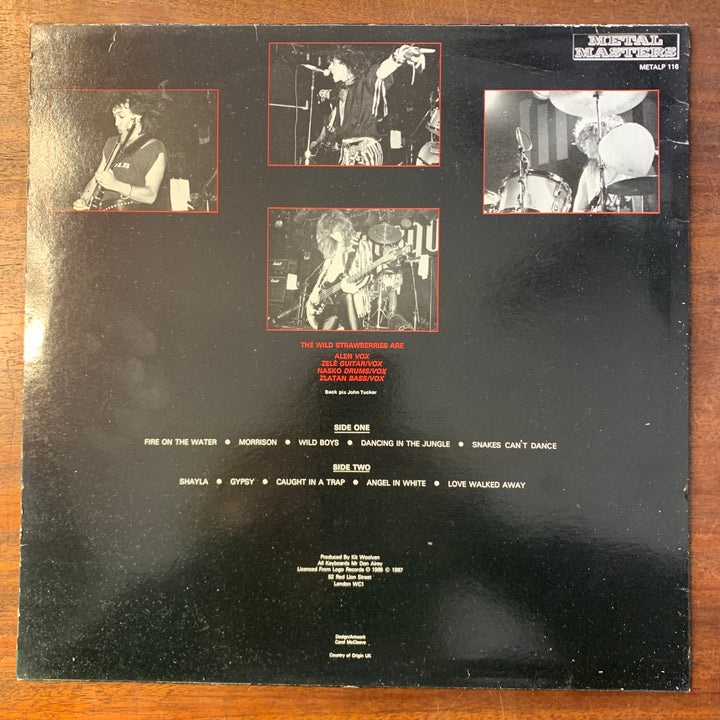 METAL
MASTERS
METALP 116
THE WILD STRAWBERRIES ARE
ALEN VOX
ZELÉ GUITAR/VOX
NASKO DRUMS/VOX
ZLATAN BASS/VOX
Back pix John Tucker
SIDE ONE
FIRE ON THE WATER ● MORRISON ● WILD BOYS ● DANCING IN THE JUNGLE ● SNAKES CAN'T DANCE
SIDE TWO
SHAYLA ● GYPSY ● CAUGHT IN A TRAP ● ANGEL IN WHITE ● LOVE WALKED AWAY
Produced By Kit Woolven
All Keyboards Mr Don Airey
Licenced From Logo Records ℗ 1986 © 1987
52 Red Lion Street
London WC1
Design/Artwork
Carol
Country of Origin UK